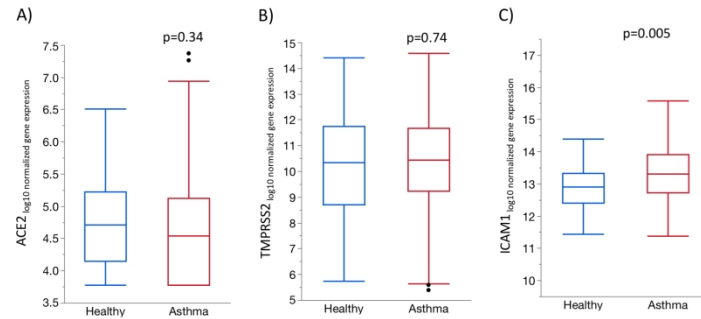 A)
p=0.34
ACE2 log10 normalized gene expression
7.5
7.0
6.5
6.0
5.5
5.0
4.5
4.0
3.5
Healthy Asthma
B)
p=0.74
TMPRSS2 log10 normalized gene expression
15
14
13
12
11
10
9
8
7
6
5
Healthy Asthma
C)
p=0.005
ICAM1 log10 normalized gene expression
17
16
15
14
13
12
11
10
Healthy Asthma